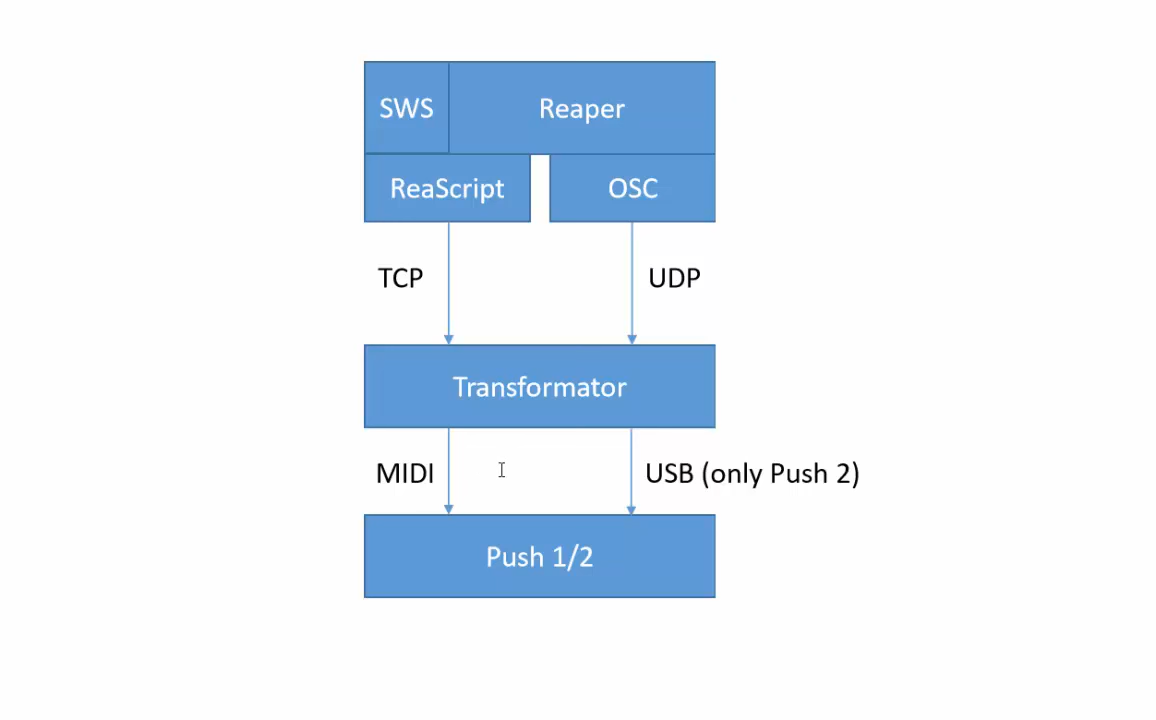 SWS
Reaper
ReaScript
OSC
TCP
UDP
Transformator
MIDI
USB (only Push 2)
Push 1/2